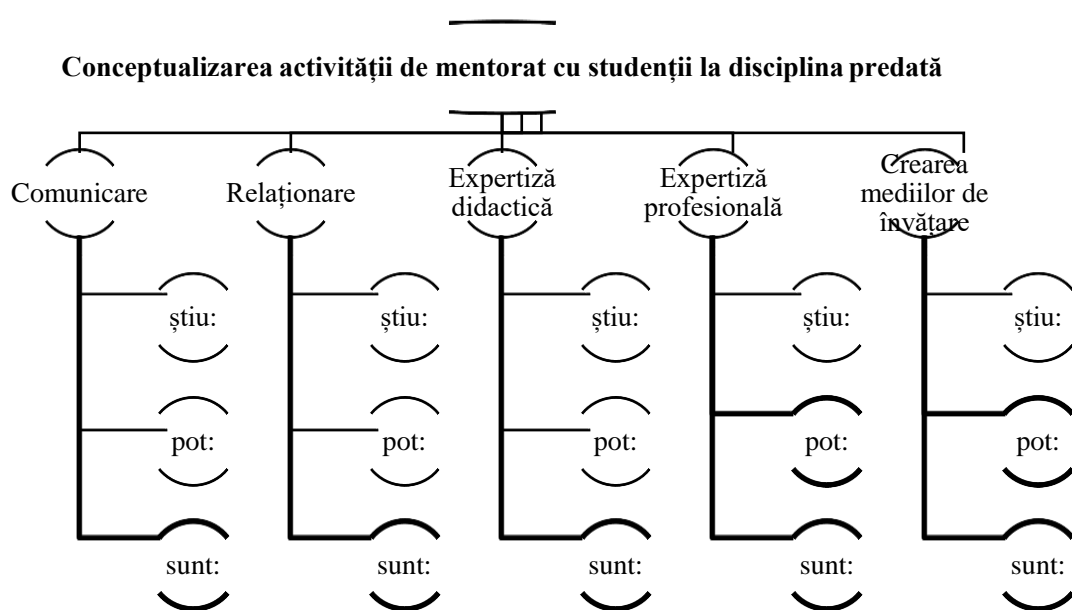 Conceptualizarea activității de mentorat cu studenții la disciplina predată
Comunicare
Relaționare
Expertiză
didactică
Expertiză
profesională
Crearea
mediilor de
învățare
știu:
știu:
știu:
știu:
știu:
pot:
pot:
pot:
pot:
pot:
sunt:
sunt:
sunt:
sunt:
sunt: